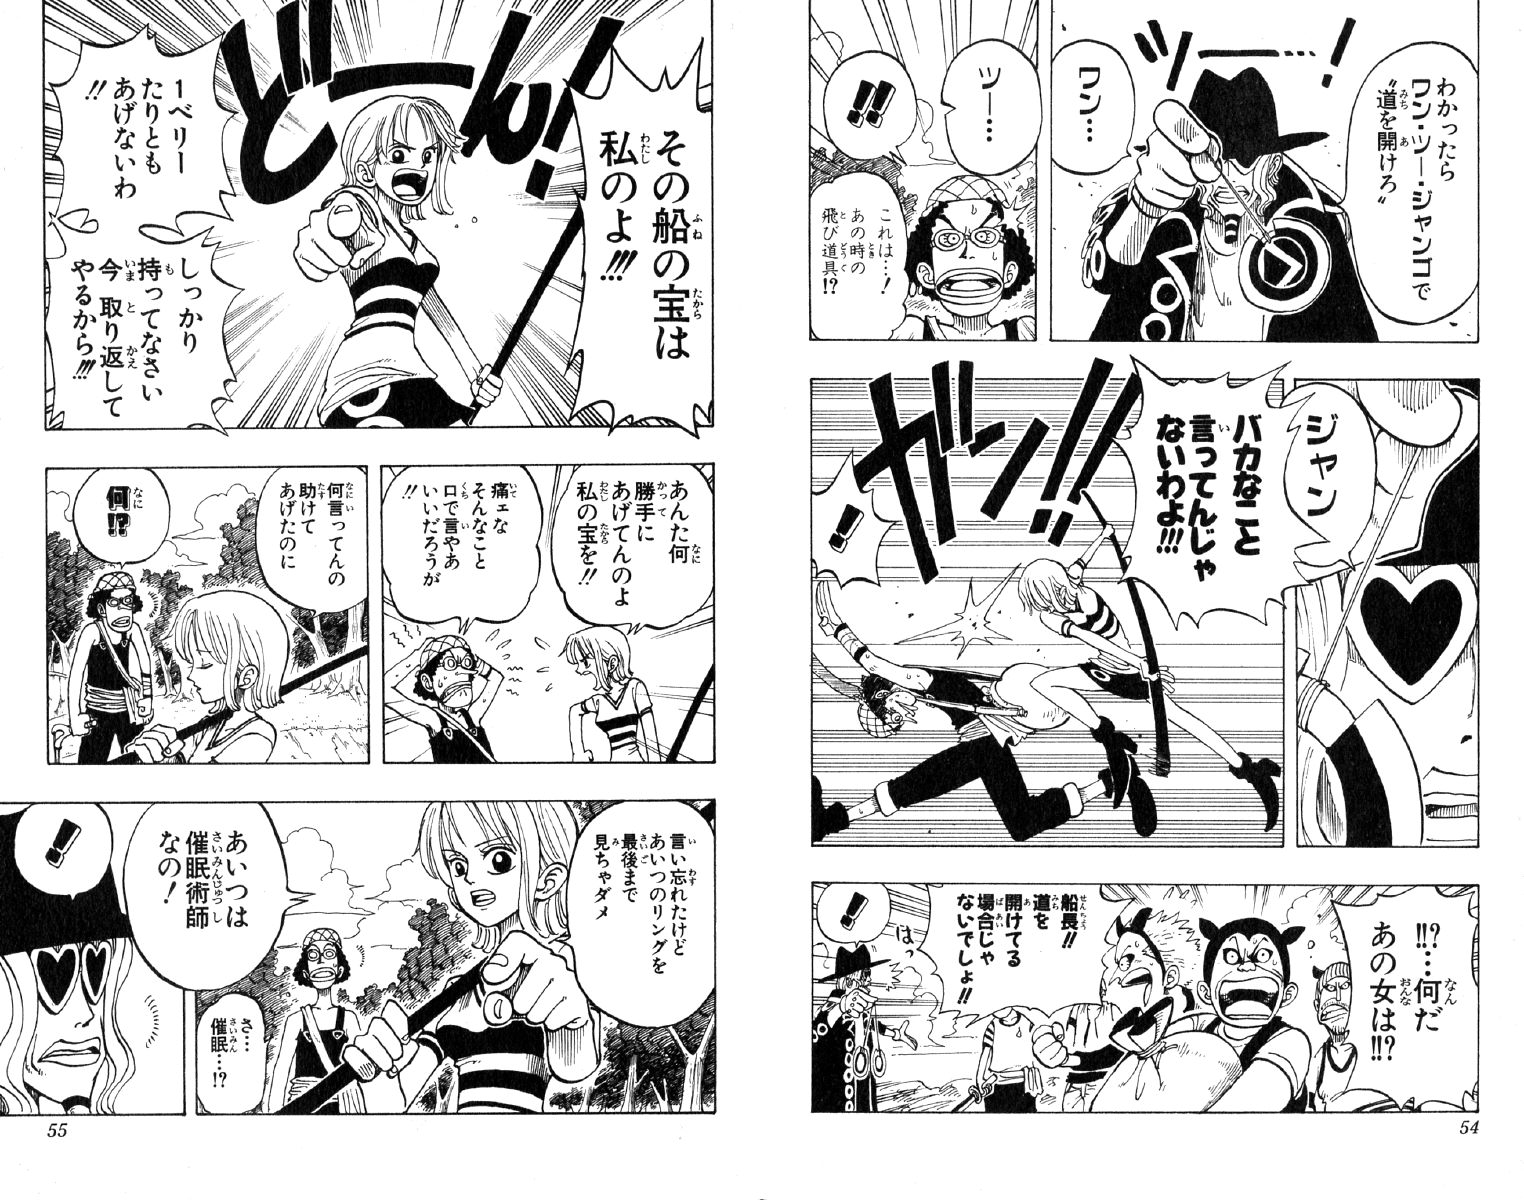 わかったら
ワン・ツー・ジャンゴで
〝道を開けろ〟
ツー…!
ワン…
ツー…
!!
これは…!
あの時の
飛び道具!?
ジャン
バカなこと
言ってんじゃ
ないわよ!!!
ガン!!
!
!!?…何だ
あの女は!!?
船長!!
道を
開けてる
場合じゃ
ないでしょ!!
はっ
!
54
その船の宝は
私のよ!!!
どーん!
1ベリー
たりとも
あげないわ
!!
しっかり
持ってなさい
今 取り返して
やるから!!!
あんた何
勝手に
あげてんのよ
私の宝を!!
痛ェな
そんなこと
口で言やあ
いいだろうが
!!
何言ってんの
助けて
あげたのに
何!?
言い忘れたけど
あいつのリングを
最後まで
見ちゃダメ
さ…
催眠…!?
あいつは
催眠術師
なの!
!
55